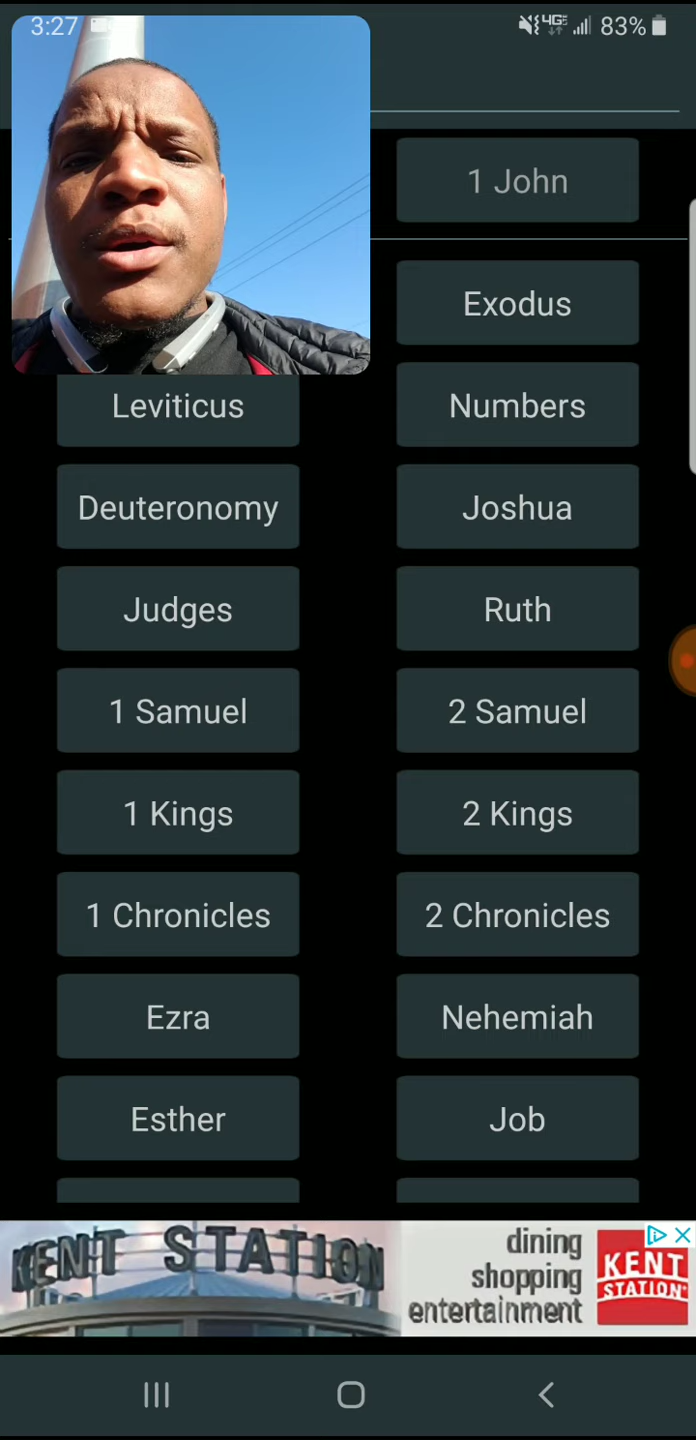 3:27
4GE 83%
1 John
Exodus
Leviticus Numbers
Deuteronomy Joshua
Judges Ruth
1 Samuel 2 Samuel
1 Kings 2 Kings
1 Chronicles 2 Chronicles
Ezra Nehemiah
Esther Job
KENT STATION
dining
shopping
entertainment
KENT
STATION